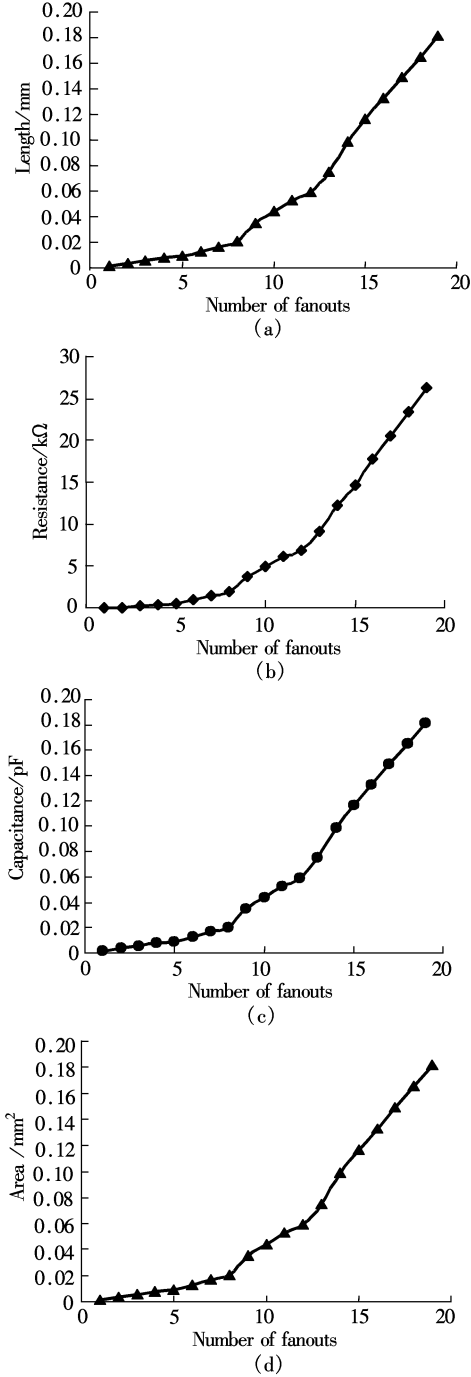 0.20
0.18
0.16
0.14
0.12
0.10
0.08
0.06
0.04
0.02
0
Length/mm
0 5 10 15 20
Number of fanouts
(a)
30
25
20
15
10
5
0
Resistance/kΩ
0 5 10 15 20
Number of fanouts
(b)
0.20
0.18
0.16
0.14
0.12
0.10
0.08
0.06
0.04
0.02
0
Capacitance/pF
0 5 10 15 20
Number of fanouts
(c)
0.20
0.18
0.16
0.14
0.12
0.10
0.08
0.06
0.04
0.02
0
Area /mm²
0 5 10 15 20
Number of fanouts
(d)